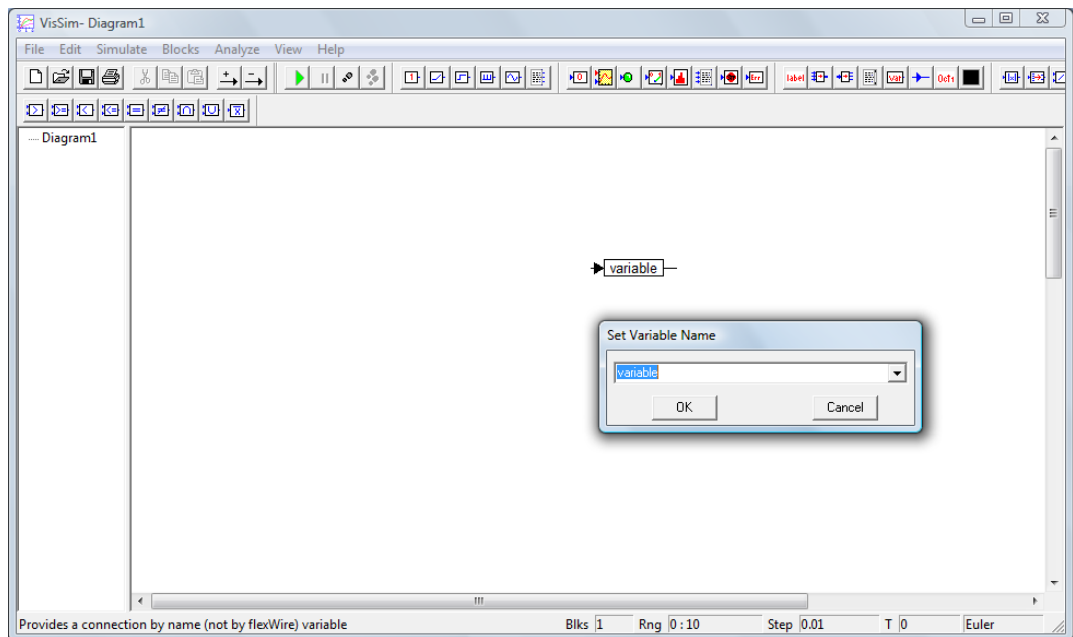 VisSim- Diagram1
File Edit Simulate Blocks Analyze View Help
label Var 0of1
Diagram1
variable
Set Variable Name
variable
OK Cancel
Provides a connection by name (not by flexWire) variable Blks 1 Rng 0 : 10 Step 0.01 T 0 Euler